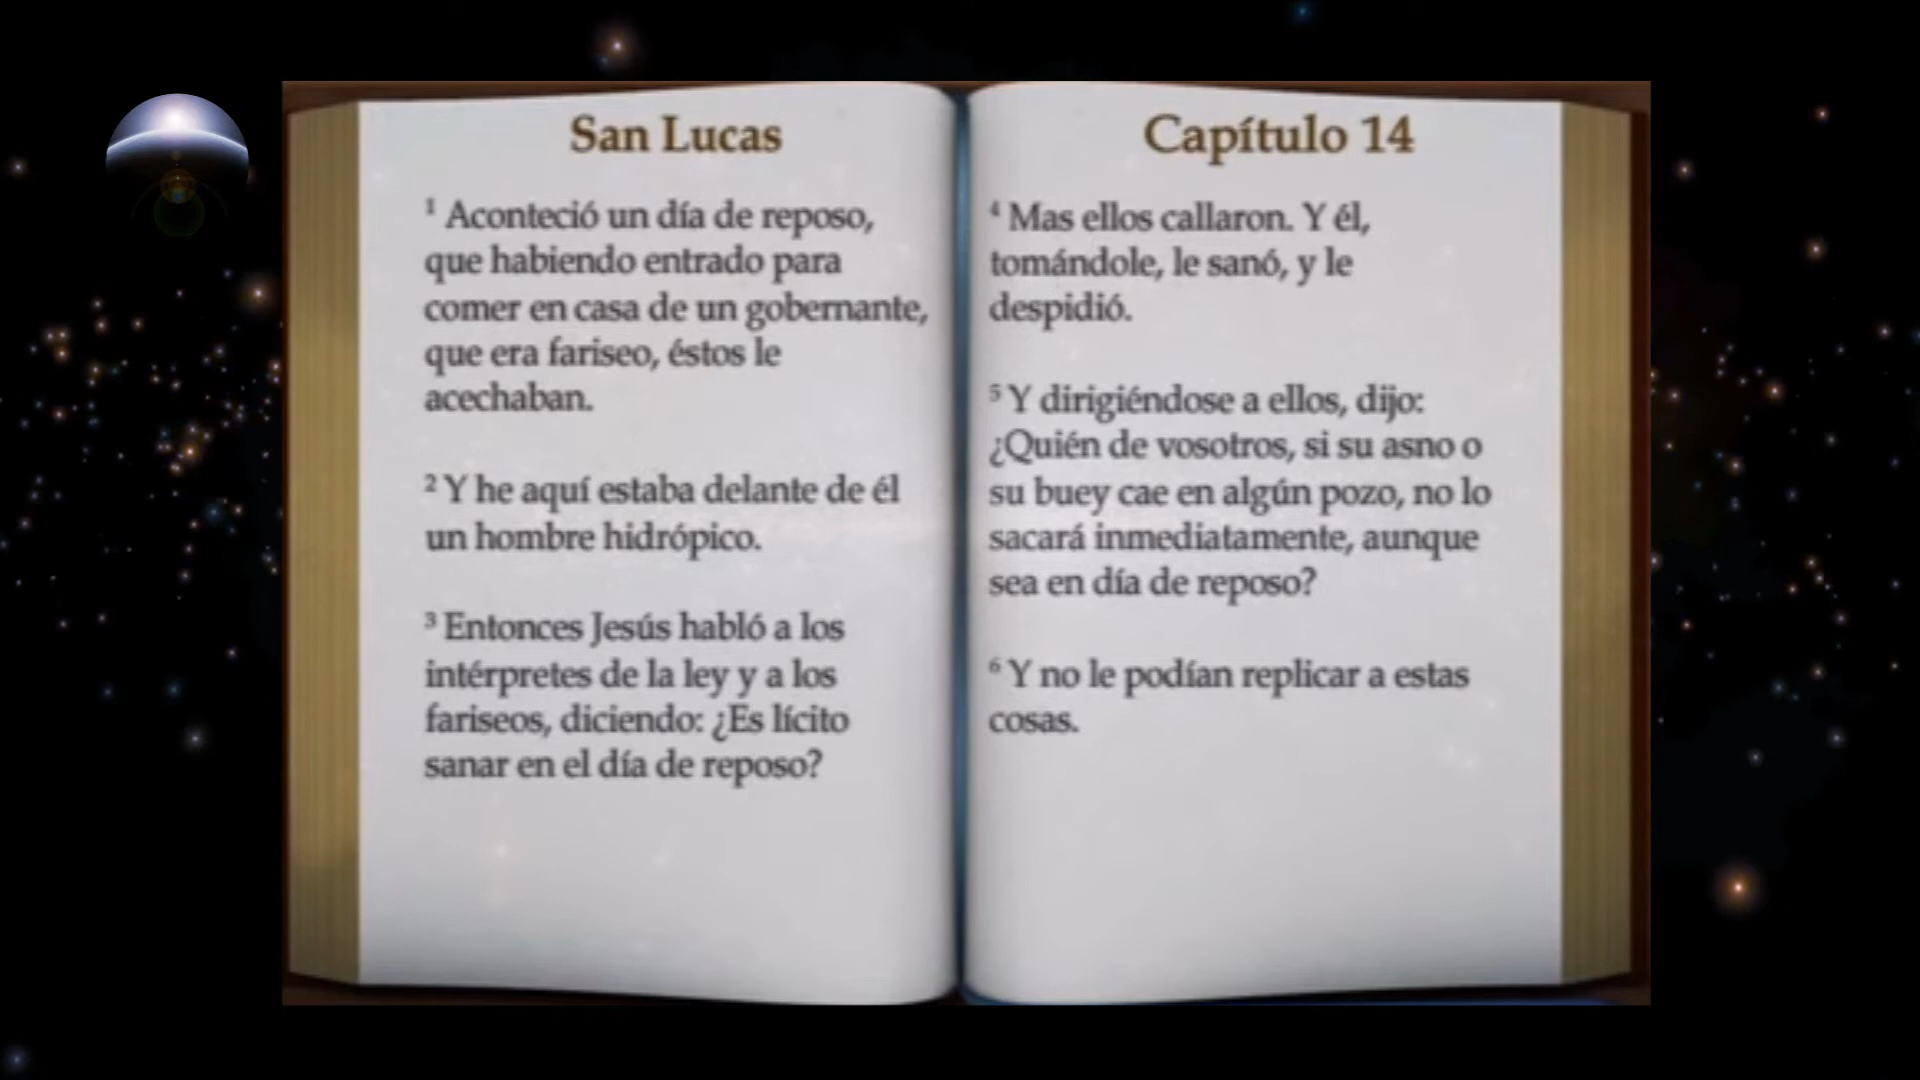 San Lucas
1 Aconteció un día de reposo,
que habiendo entrado para
comer en casa de un gobernante,
que era fariseo, éstos le
acechaban.
2 Y he aquí estaba delante de él
un hombre hidrópico.
3 Entonces Jesús habló a los
intérpretes de la ley y a los
fariseos, diciendo: ¿Es lícito
sanar en el día de reposo?
Capítulo 14
4 Mas ellos callaron. Y él,
tomándole, le sanó, y le
despidió.
5 Y dirigiéndose a ellos, dijo:
¿Quién de vosotros, si su asno o
su buey cae en algún pozo, no lo
sacará inmediatamente, aunque
sea en día de reposo?
6 Y no le podían replicar a estas
cosas.